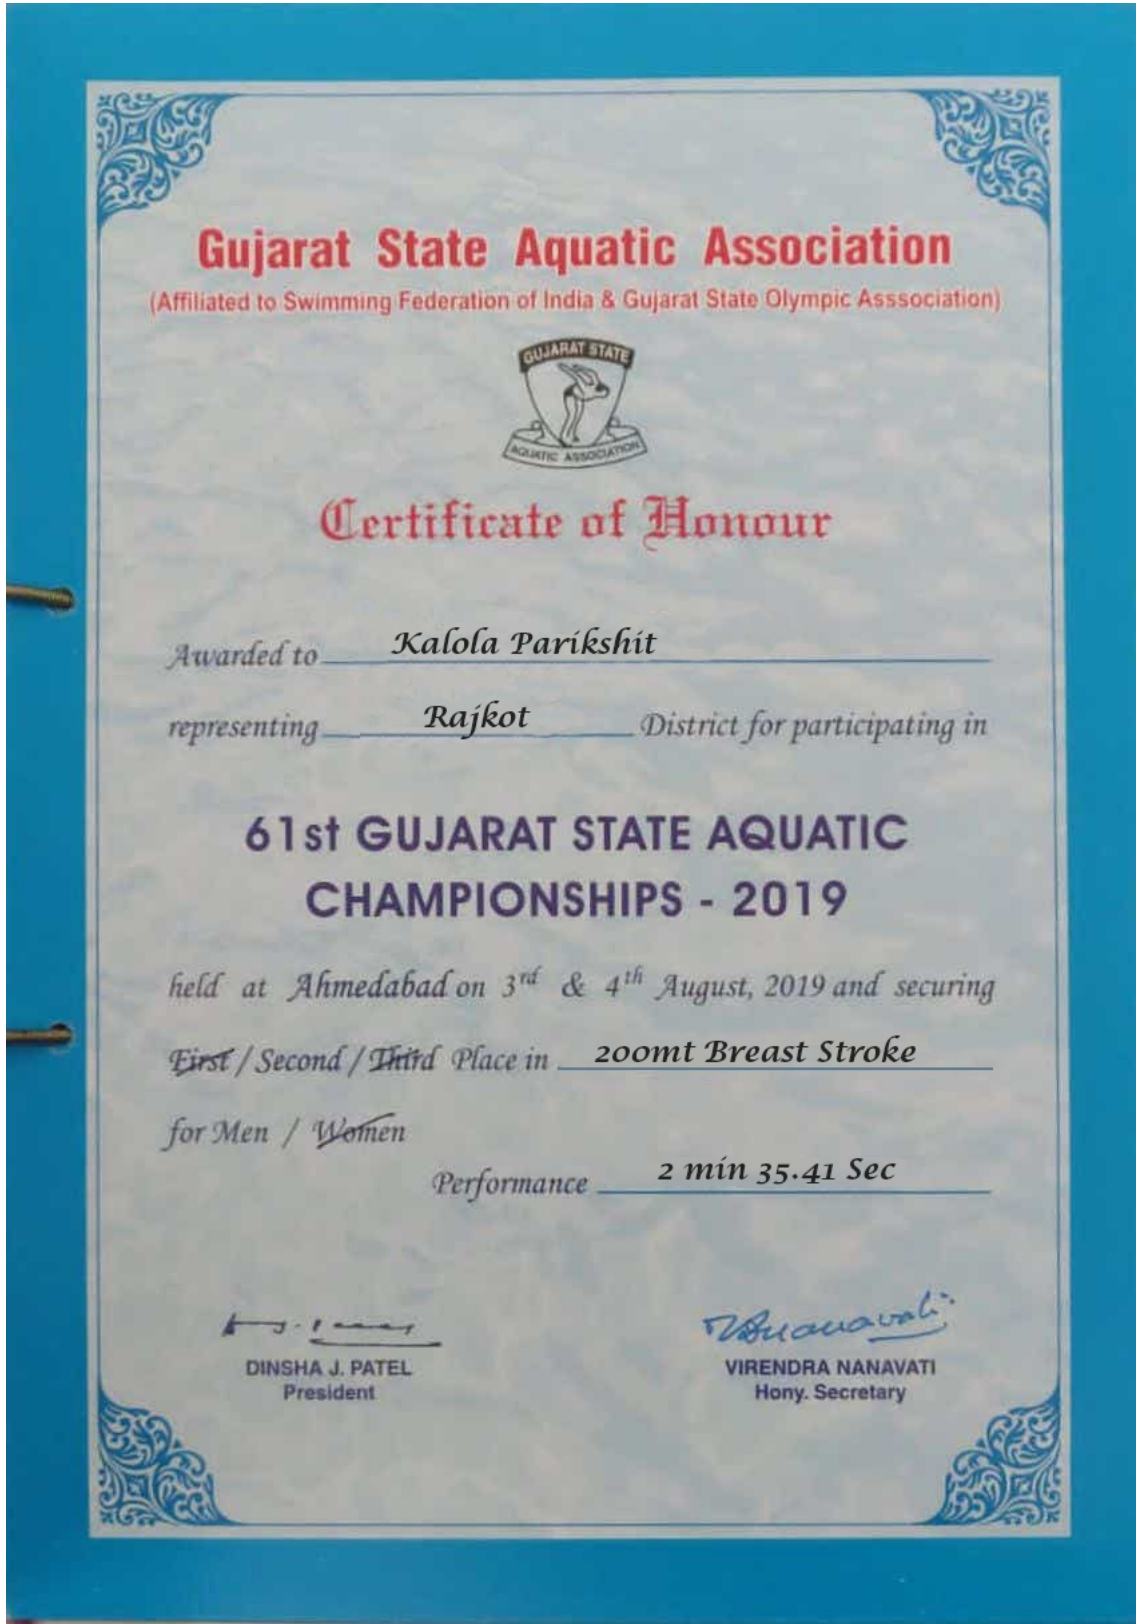 Gujarat State Aquatic Association
(Affiliated to Swimming Federation of India & Gujarat State Olympic Asssociation)
GUJARAT STATE
AQUATIC ASSOCIATION
Certificate of Honour
Awarded to Kalola Parikshit
representing Rajkot District for participating in
61st GUJARAT STATE AQUATIC
CHAMPIONSHIPS - 2019
held at Ahmedabad on 3rd & 4th August, 2019 and securing
First / Second / Third Place in 200mt Breast Stroke
for Men / Women
Performance 2 min 35.41 Sec
DINSHA J. PATEL
President
VIRENDRA NANAVATI
Hony. Secretary